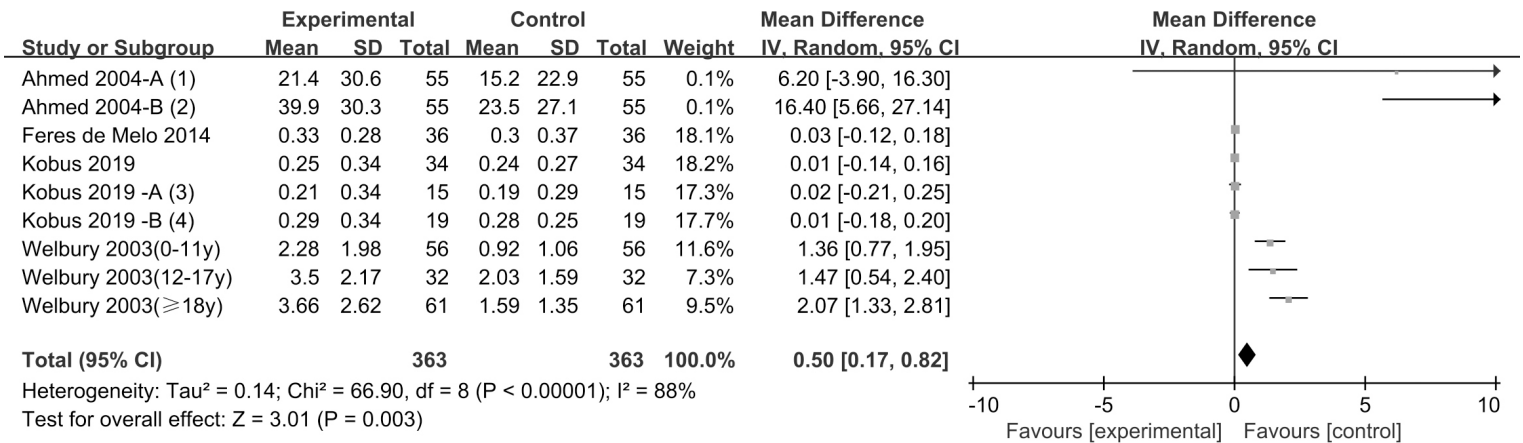 Experimental Control Mean Difference Mean Difference
Study or Subgroup Mean SD Total Mean SD Total Weight IV, Random, 95% CI IV, Random, 95% CI
Ahmed 2004-A (1) 21.4 30.6 55 15.2 22.9 55 0.1% 6.20 [-3.90, 16.30]
Ahmed 2004-B (2) 39.9 30.3 55 23.5 27.1 55 0.1% 16.40 [5.66, 27.14]
Feres de Melo 2014 0.33 0.28 36 0.3 0.37 36 18.1% 0.03 [-0.12, 0.18]
Kobus 2019 0.25 0.34 34 0.24 0.27 34 18.2% 0.01 [-0.14, 0.16]
Kobus 2019 -A (3) 0.21 0.34 15 0.19 0.29 15 17.3% 0.02 [-0.21, 0.25]
Kobus 2019 -B (4) 0.29 0.34 19 0.28 0.25 19 17.7% 0.01 [-0.18, 0.20]
Welbury 2003(0-11y) 2.28 1.98 56 0.92 1.06 56 11.6% 1.36 [0.77, 1.95]
Welbury 2003(12-17y) 3.5 2.17 32 2.03 1.59 32 7.3% 1.47 [0.54, 2.40]
Welbury 2003(≥18y) 3.66 2.62 61 1.59 1.35 61 9.5% 2.07 [1.33, 2.81]
Total (95% CI) 363 363 100.0% 0.50 [0.17, 0.82]
Heterogeneity: Tau² = 0.14; Chi² = 66.90, df = 8 (P < 0.00001); I² = 88%
Test for overall effect: Z = 3.01 (P = 0.003)
-10 -5 0 5 10
Favours [experimental] Favours [control]